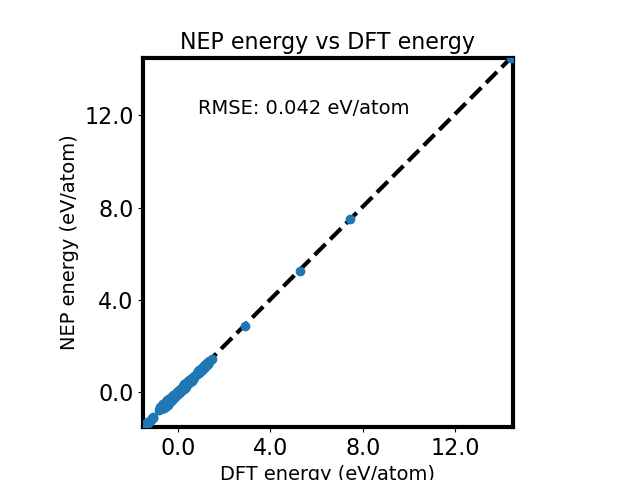 NEP energy vs DFT energy
RMSE: 0.042 eV/atom
NEP energy (eV/atom)
12.0
8.0
4.0
0.0
0.0 4.0 8.0 12.0
DFT energy (eV/atom)